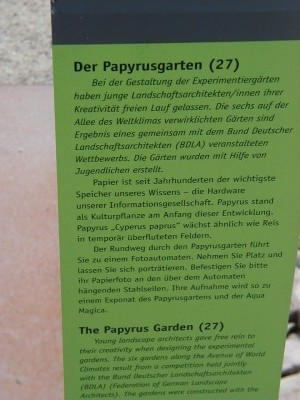 Der Papyrusgarten (27)
Bei der Gestaltung der Experimentiergärten
haben junge Landschaftsarchitekten/innen ihrer
Kreativität freien Lauf gelassen. Die sechs auf der
Allee des Weltklimas verwirklichten Gärten sind
Ergebnis eines gemeinsam mit dem Bund Deutscher
Landschaftsarchitekten (BDLA) veranstalteten
Wettbewerbs. Die Gärten wurden mit Hilfe von
Jugendlichen erstellt.
Papier ist seit Jahrhunderten der wichtigste
Speicher unseres Wissens – die Hardware
unserer Informationsgesellschaft. Papyrus stand
als Kulturpflanze am Anfang dieser Entwicklung.
Papyrus „Cyperus paprus“ wächst ähnlich wie Reis
in temporär überfluteten Feldern.
Der Rundweg durch den Papyrusgarten führt
Sie zu einem Fotoautomaten. Nehmen Sie Platz und
lassen Sie sich porträtieren. Befestigen Sie bitte
ihr Papierfoto an den über dem Automaten
hängenden Stahlseilen. Ihre Aufnahme wird so zu
einem Exponat des Papyrusgartens und der Aqua
Magica.
The Papyrus Garden (27)
Young landscape architects gave free rein to
their creativity when designing the experimental
gardens. The six gardens along the Avenue of World
Climates result from a competition held jointly
with the Bund Deutscher Landschaftsarchitekten
(BDLA) (Federation of German Landscape
Architects). The gardens were constructed with the